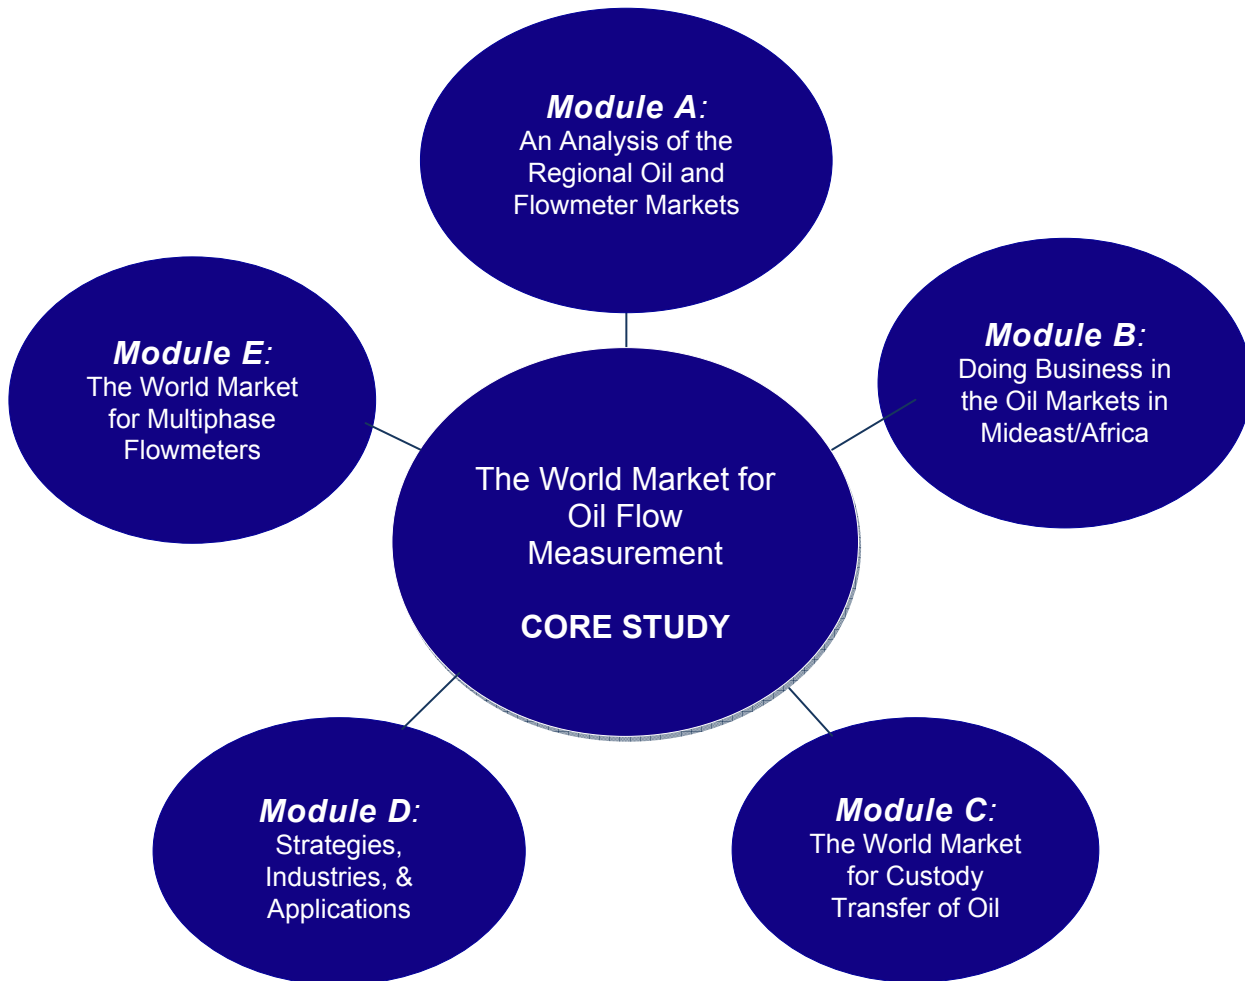 Module A:
An Analysis of the
Regional Oil and
Flowmeter Markets
Module B:
Doing Business in
the Oil Markets in
Mideast/Africa
Module E:
The World Market
for Multiphase
Flowmeters
The World Market for
Oil Flow
Measurement
CORE STUDY
Module D:
Strategies,
Industries, &
Applications
Module C:
The World Market
for Custody
Transfer of Oil